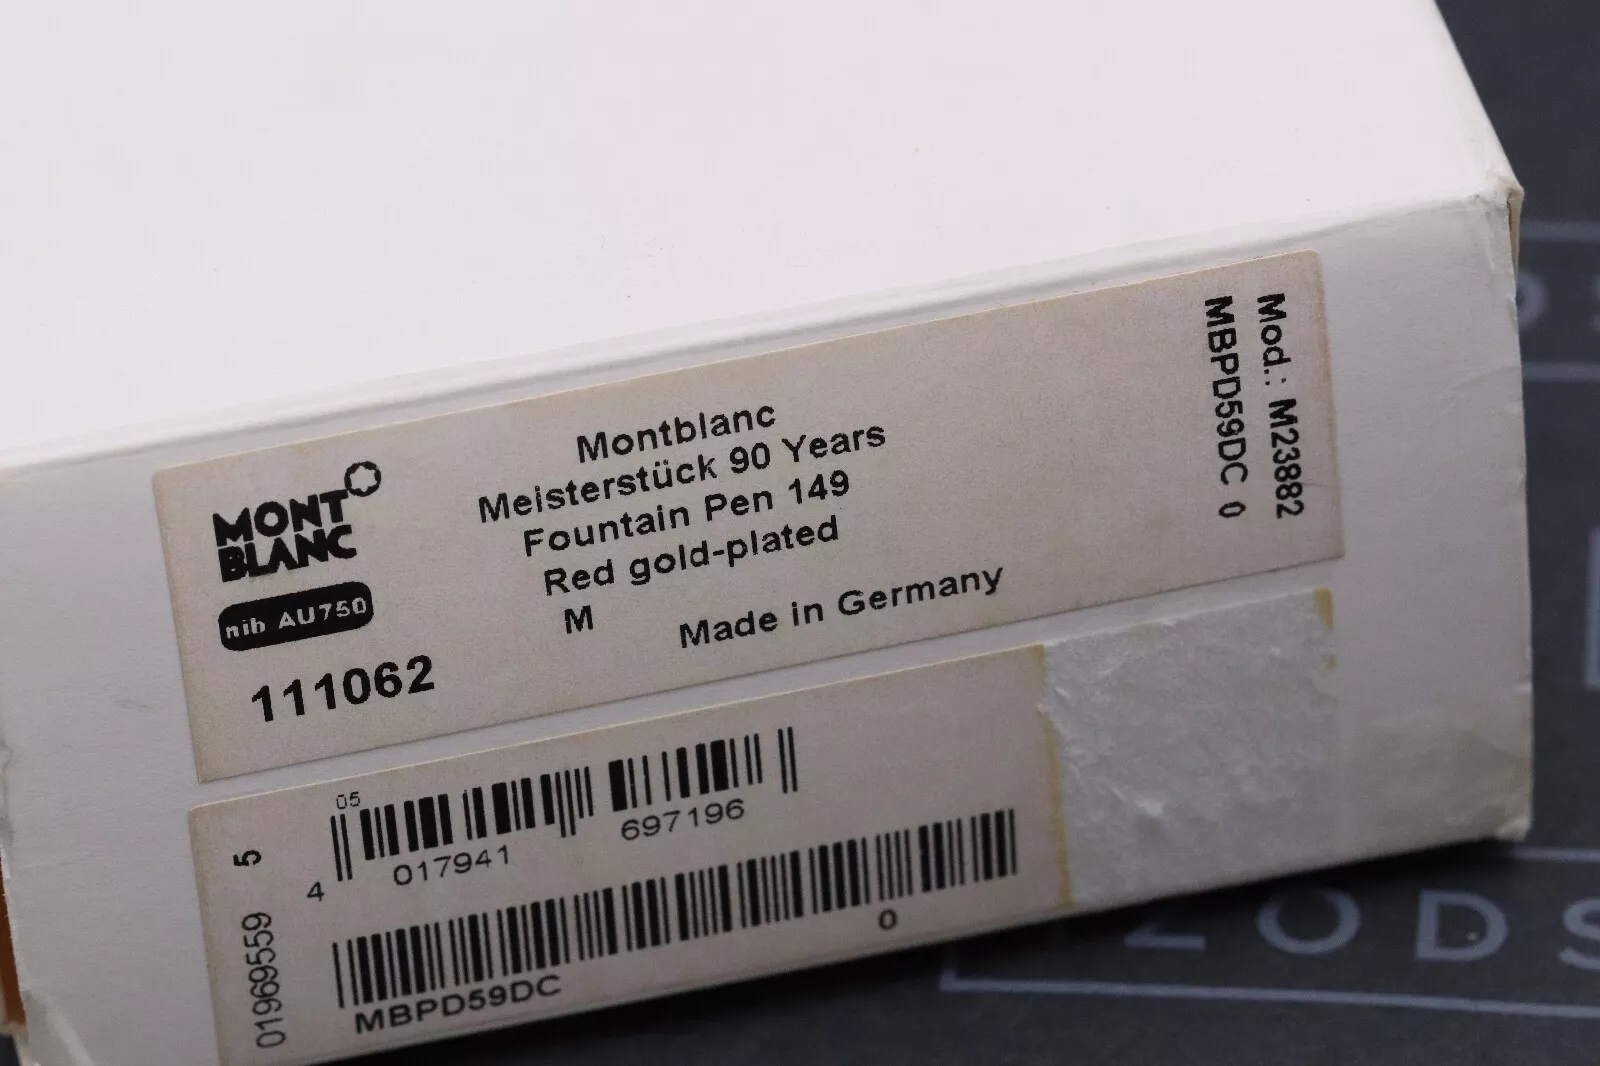 MONT
BLANC
nib AU750
111062
Montblanc
Meisterstück 90 Years
Fountain Pen 149
Red gold-plated
M
Made in Germany
Mod.: M23882
MBPD59DC 0
01969559 5
05
4 017941 697196
0
MBPD59DC
ZODS